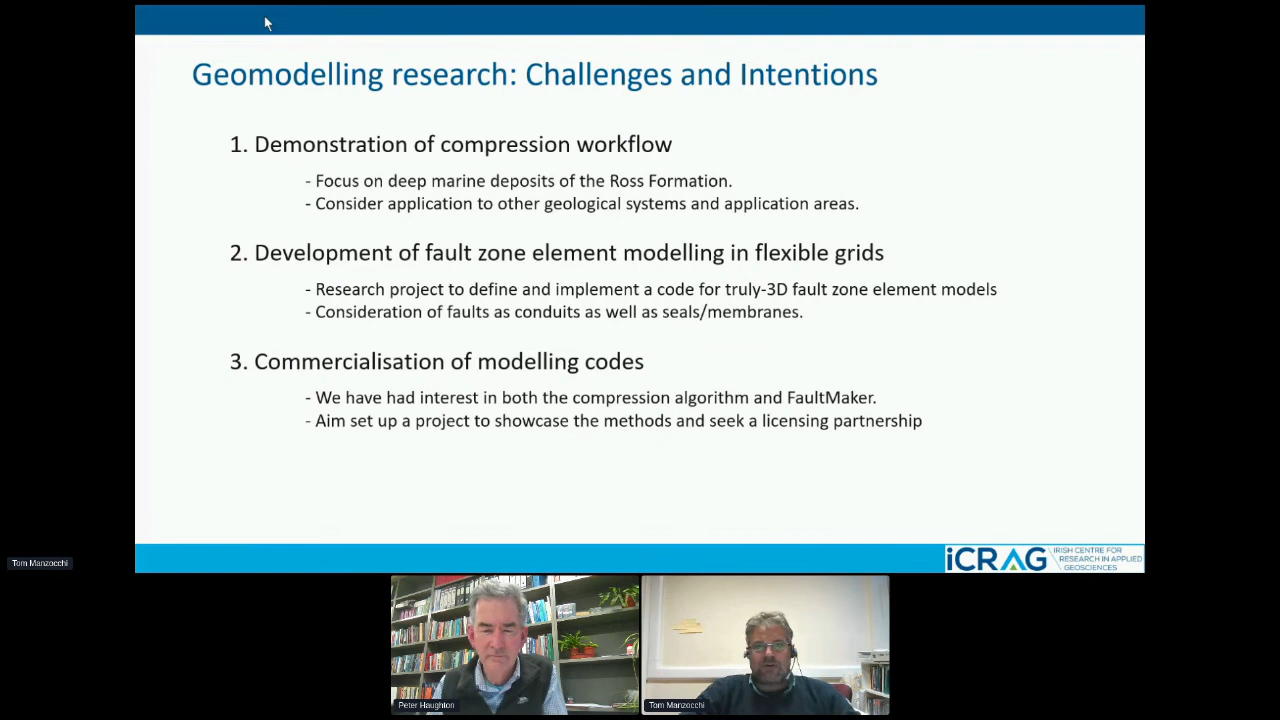 Geomodelling research: Challenges and Intentions
1. Demonstration of compression workflow
- Focus on deep marine deposits of the Ross Formation.
- Consider application to other geological systems and application areas.
2. Development of fault zone element modelling in flexible grids
- Research project to define and implement a code for truly-3D fault zone element models
- Consideration of faults as conduits as well as seals/membranes.
3. Commercialisation of modelling codes
- We have had interest in both the compression algorithm and FaultMaker.
- Aim set up a project to showcase the methods and seek a licensing partnership
iCRAG
IRISH CENTRE FOR
RESEARCH IN APPLIED
GEOSCIENCES
Tom Manzocchi
Peter Haughton
Tom Manzocchi